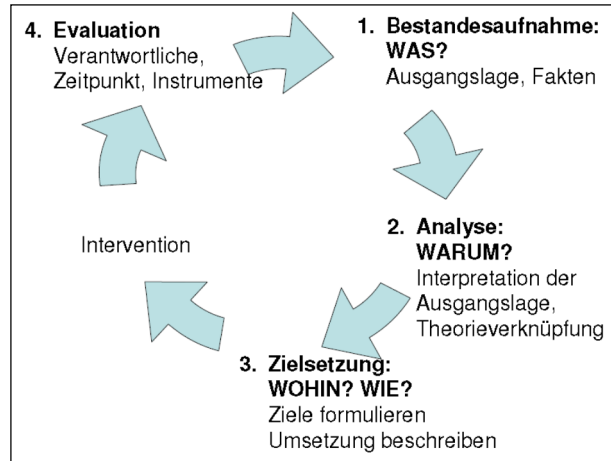 1. Bestandesaufnahme:
WAS?
Ausgangslage, Fakten
2. Analyse:
WARUM?
Interpretation der
Ausgangslage,
Theorieverknüpfung
3. Zielsetzung:
WOHIN? WIE?
Ziele formulieren
Umsetzung beschreiben
Intervention
4. Evaluation
Verantwortliche,
Zeitpunkt, Instrumente